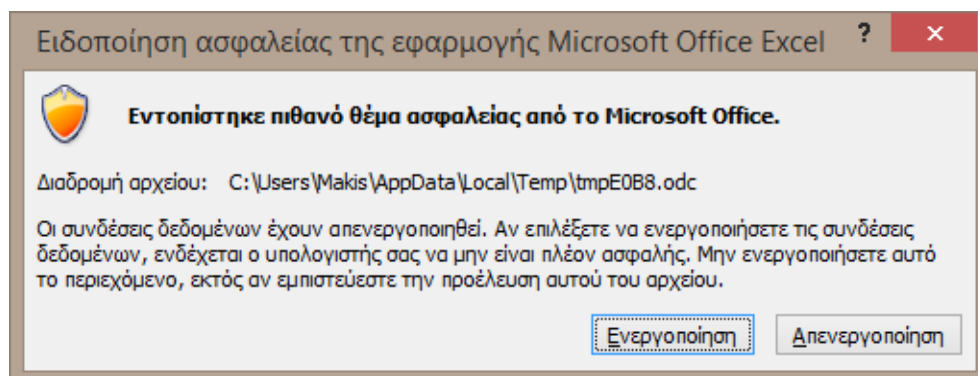 Ειδοποίηση ασφαλείας της εφαρμογής Microsoft Office Excel ? ×
Εντοπίστηκε πιθανό θέμα ασφαλείας από το Microsoft Office.
Διαδρομή αρχείου: C:\Users\Makis\AppData\Local\Temp\tmpE0B8.odc
Οι συνδέσεις δεδομένων έχουν απενεργοποιηθεί. Αν επιλέξετε να ενεργοποιήσετε τις συνδέσεις
δεδομένων, ενδέχεται ο υπολογιστής σας να μην είναι πλέον ασφαλής. Μην ενεργοποιήσετε αυτό
το περιεχόμενο, εκτός αν εμπιστεύεστε την προέλευση αυτού του αρχείου.
Ενεργοποίηση Απενεργοποίηση